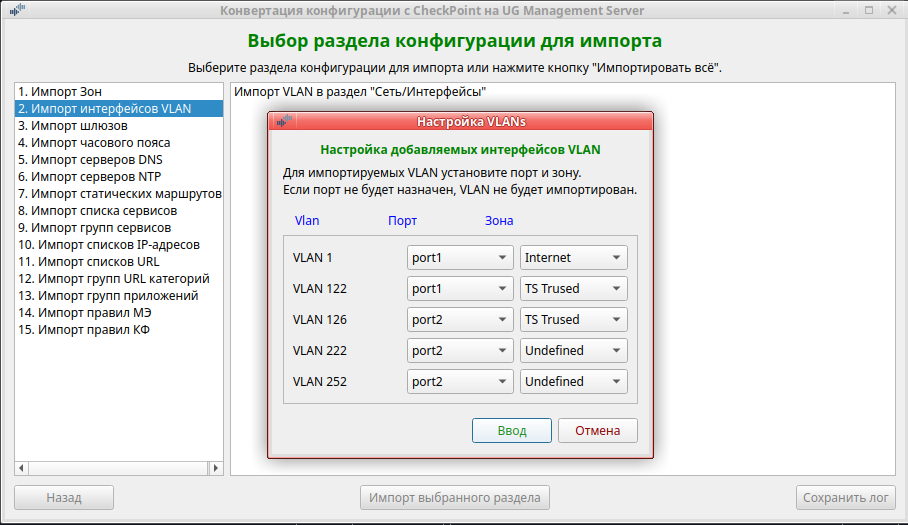 Конвертация конфигурации с CheckPoint на UG Management Server
Выбор раздела конфигурации для импорта
Выберите раздела конфигурации для импорта или нажмите кнопку "Импортировать всё".
1. Импорт Зон
2. Импорт интерфейсов VLAN
3. Импорт шлюзов
4. Импорт часового пояса
5. Импорт серверов DNS
6. Импорт серверов NTP
7. Импорт статических маршрутов
8. Импорт списка сервисов
9. Импорт групп сервисов
10. Импорт списков IP-адресов
11. Импорт списков URL
12. Импорт групп URL категорий
13. Импорт групп приложений
14. Импорт правил МЭ
15. Импорт правил КФ
Импорт VLAN в раздел "Сеть/Интерфейсы"
Настройка VLANs
Настройка добавляемых интерфейсов VLAN
Для импортируемых VLAN установите порт и зону.
Если порт не будет назначен, VLAN не будет импортирован.
Vlan Порт Зона
VLAN 1 port1 Internet
VLAN 122 port1 TS Trused
VLAN 126 port2 TS Trused
VLAN 222 port2 Undefined
VLAN 252 port2 Undefined
Ввод Отмена
Назад Импорт выбранного раздела Сохранить лог